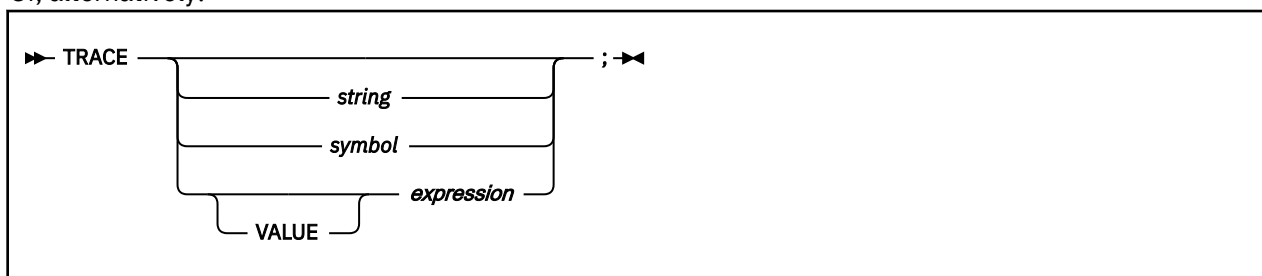 Or, alternatively:
TRACE ;
string
symbol
expression
VALUE